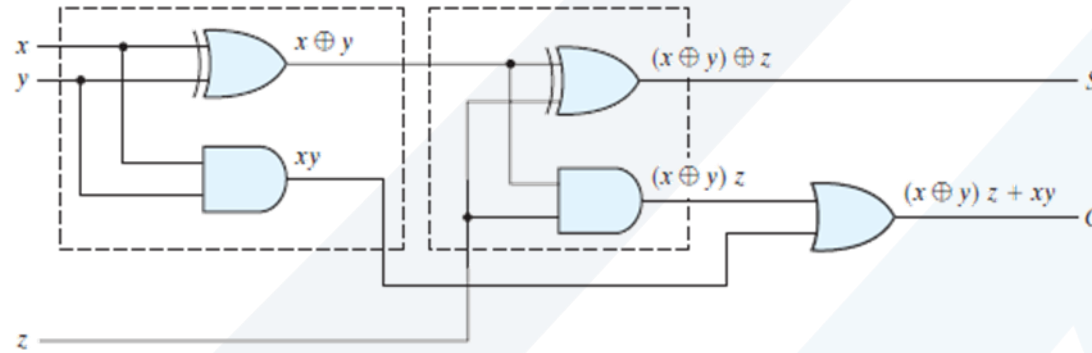 x
y
x ⊕ y
xy
(x ⊕ y) ⊕ z
S
(x ⊕ y) z
(x ⊕ y) z + xy
C
z